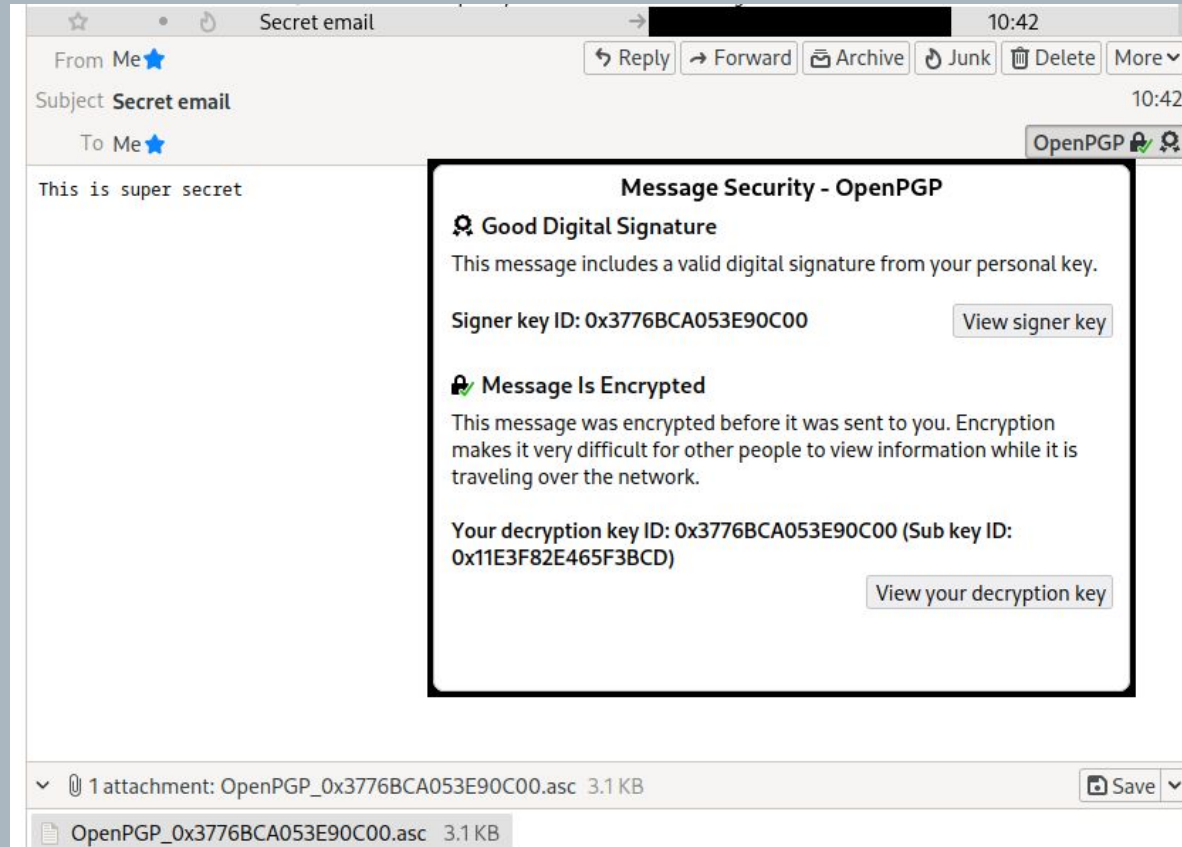 Secret email 10:42
From Me Reply Forward Archive Junk Delete More
Subject Secret email 10:42
To Me OpenPGP
This is super secret
Message Security - OpenPGP
Good Digital Signature
This message includes a valid digital signature from your personal key.
Signer key ID: 0x3776BCA053E90C00 View signer key
Message Is Encrypted
This message was encrypted before it was sent to you. Encryption
makes it very difficult for other people to view information while it is
traveling over the network.
Your decryption key ID: 0x3776BCA053E90C00 (Sub key ID:
0x11E3F82E465F3BCD)
View your decryption key
1 attachment: OpenPGP_0x3776BCA053E90C00.asc 3.1 KB Save
OpenPGP_0x3776BCA053E90C00.asc 3.1 KB